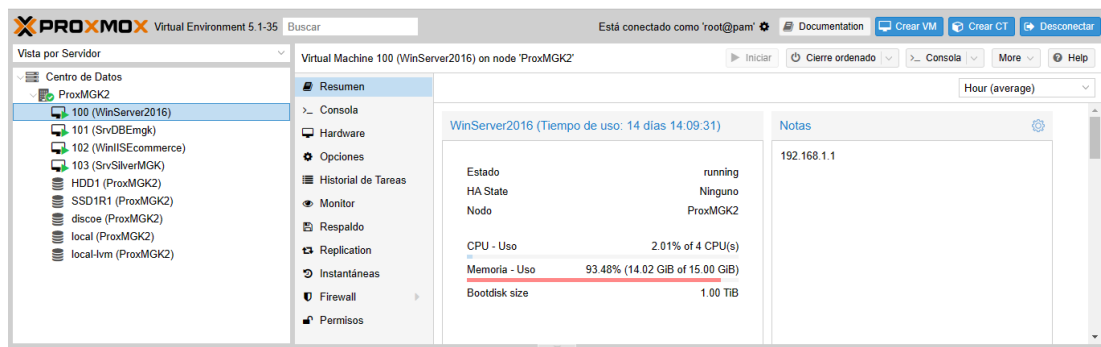 PROXMOX Virtual Environment 5.1-35 Buscar Está conectado como 'root@pam' Documentation Crear VM Crear CT Desconectar
Vista por Servidor
Centro de Datos
ProxMGK2
100 (WinServer2016)
101 (SrvDBEmgk)
102 (WinIISEcommerce)
103 (SrvSilverMGK)
HDD1 (ProxMGK2)
SSD1R1 (ProxMGK2)
discoe (ProxMGK2)
local (ProxMGK2)
local-lvm (ProxMGK2)
Virtual Machine 100 (WinServer2016) on node 'ProxMGK2' Iniciar Cierre ordenado Consola More Help
Resumen
Consola
Hardware
Opciones
Historial de Tareas
Monitor
Respaldo
Replication
Instantáneas
Firewall
Permisos
Hour (average)
WinServer2016 (Tiempo de uso: 14 días 14:09:31)
Estado running
HA State Ninguno
Nodo ProxMGK2
CPU - Uso 2.01% of 4 CPU(s)
Memoria - Uso 93.48% (14.02 GiB of 15.00 GiB)
Bootdisk size 1.00 TiB
Notas
192.168.1.1